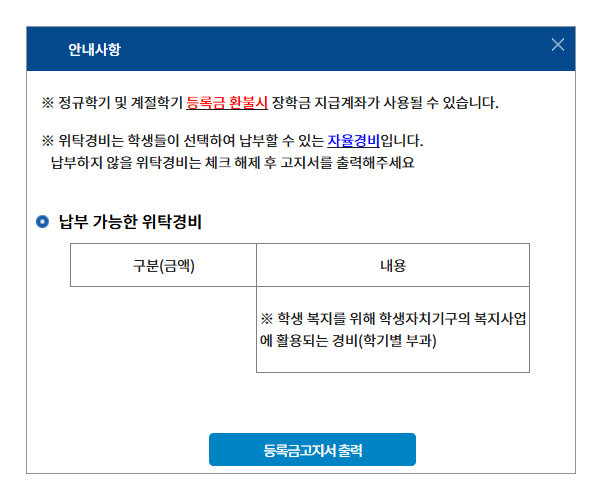 안내사항
※ 정규학기 및 계절학기 등록금 환불시 장학금 지급계좌가 사용될 수 있습니다.
※ 위탁경비는 학생들이 선택하여 납부할 수 있는 자율경비입니다.
납부하지 않을 위탁경비는 체크 해제 후 고지서를 출력해주세요
납부 가능한 위탁경비
구분(금액) 내용
※ 학생 복지를 위해 학생자치기구의 복지사업
에 활용되는 경비(학기별 부과)
등록금고지서 출력